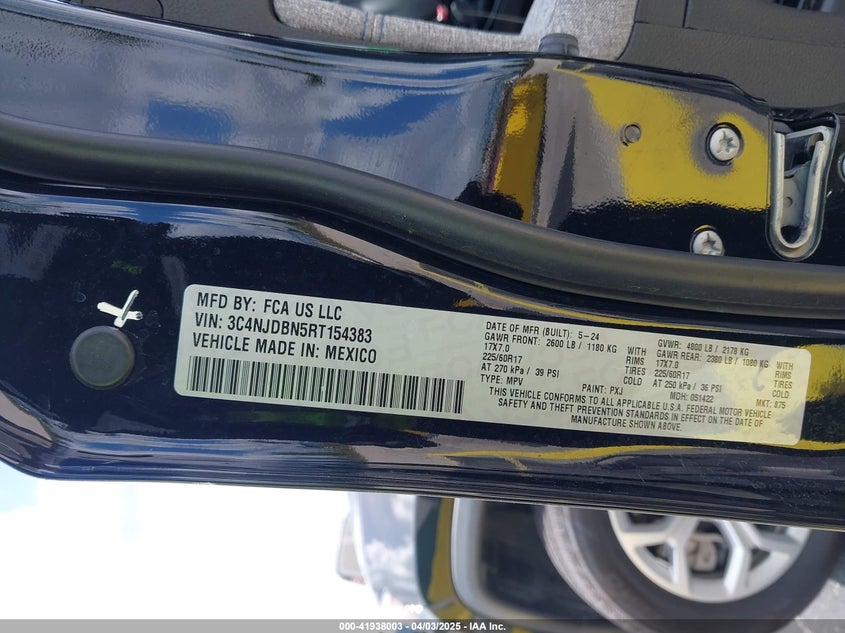 MFD BY: FCA US LLC
VIN: 3C4NJDBN5RT154383
VEHICLE MADE IN: MEXICO
DATE OF MFR (BUILT): 5-24
GAWR FRONT: 2600 LB / 1180 KG WITH
17X7.0 RIMS
225/60R17 TIRES
AT 270 kPa / 39 PSI COLD
TYPE: MPV PAINT: PXJ
GVWR: 4800 LB / 2178 KG
GAWR REAR: 2380 LB / 1080 KG WITH
17X7.0 RIMS
225/60R17 TIRES
AT 250 kPa / 36 PSI COLD
MDH: 051422 MKT: 875
THIS VEHICLE CONFORMS TO ALL APPLICABLE U.S.A. FEDERAL MOTOR VEHICLE
SAFETY AND THEFT PREVENTION STANDARDS IN EFFECT ON THE DATE OF
MANUFACTURE SHOWN ABOVE.
000-41938003 - 04/03/2025 - IAA Inc.